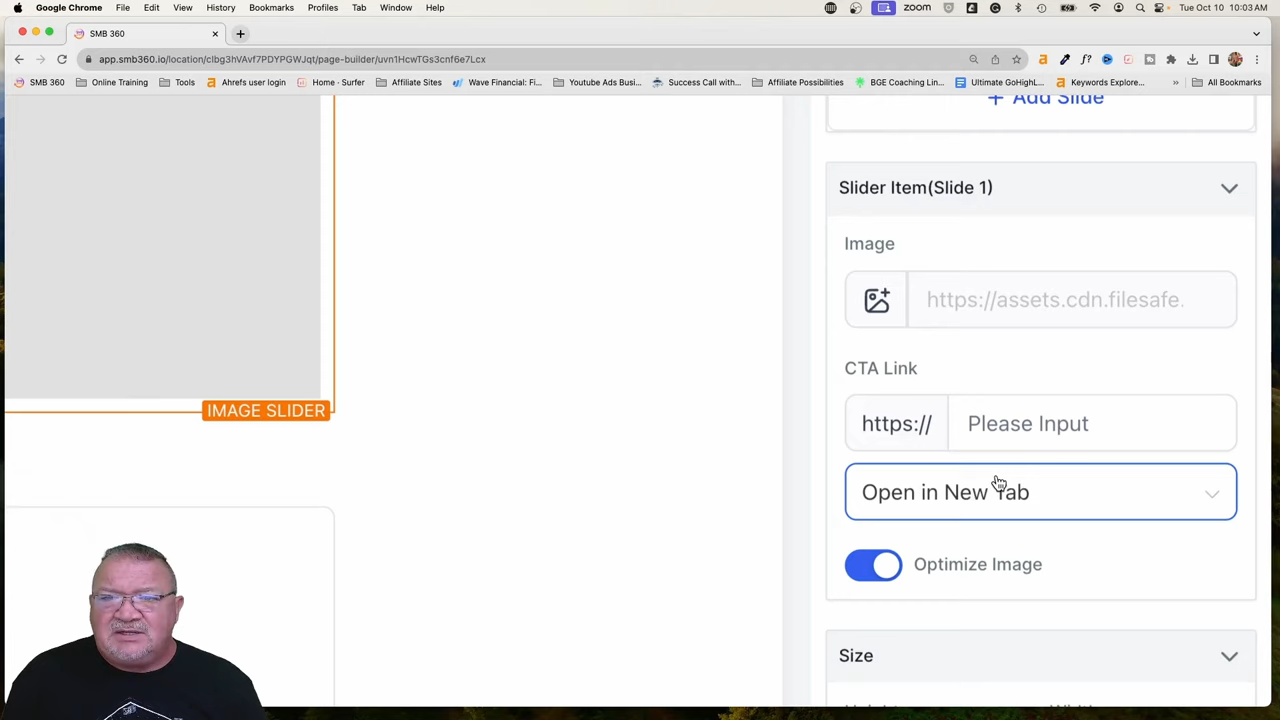 Google Chrome File Edit View History Bookmarks Profiles Tab Window Help zoom Tue Oct 10 10:03 AM
SMB 360
app.smb360.io/location/clbg3hVAvf7PDYPGWJqt/page-builder/uvn1HcwTGs3cnf6e7Lcx
SMB 360 Online Training Tools Ahrefs user login Home - Surfer Affiliate Sites Wave Financial: Fi... Youtube Ads Busi... Success Call with... Affiliate Possibilities BGE Coaching Lin... Ultimate GoHighL... Keywords Explore... » All Bookmarks
+ Add Slide
Slider Item(Slide 1)
Image
https://assets.cdn.filesafe.
CTA Link
https:// Please Input
IMAGE SLIDER
Open in New Tab
Optimize Image
Size